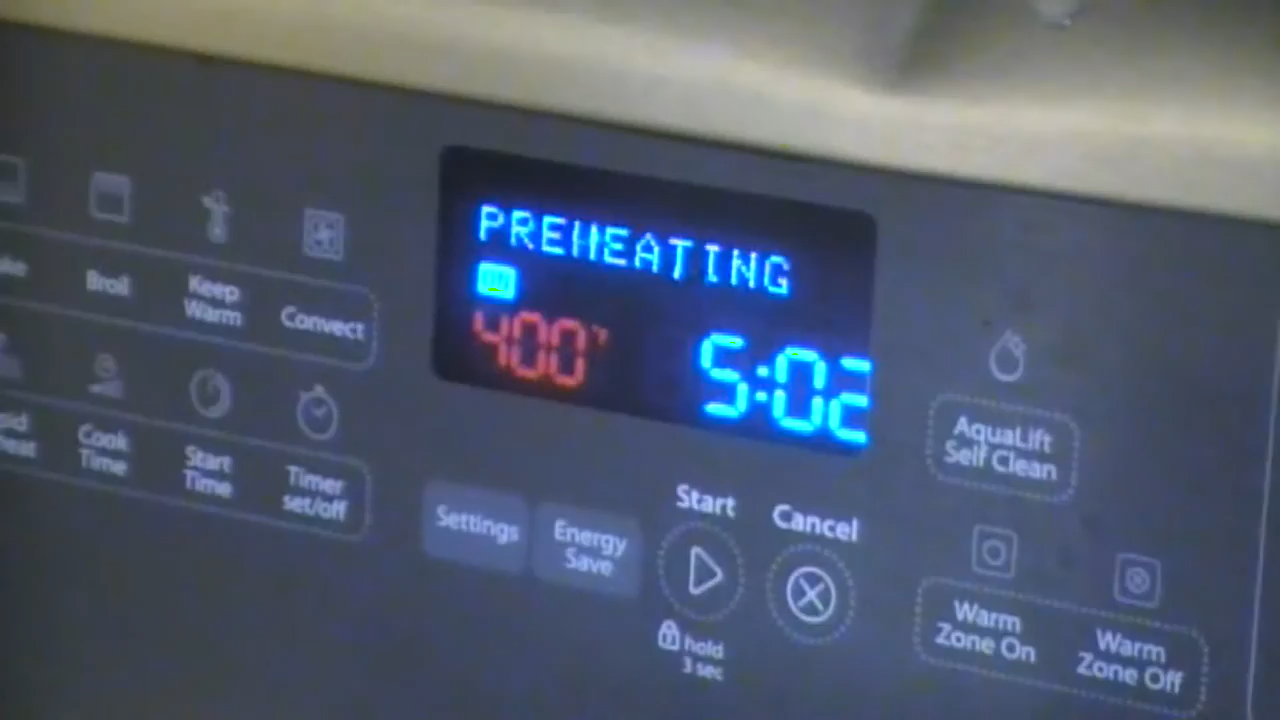 PREHEATING
ON
400°F
5:02
Broil
Keep
Warm
Convect
Cook
Time
Start
Time
Timer
set/off
Settings
Energy
Save
Start
Cancel
hold
3 sec
AquaLift
Self Clean
Warm
Zone On
Warm
Zone Off